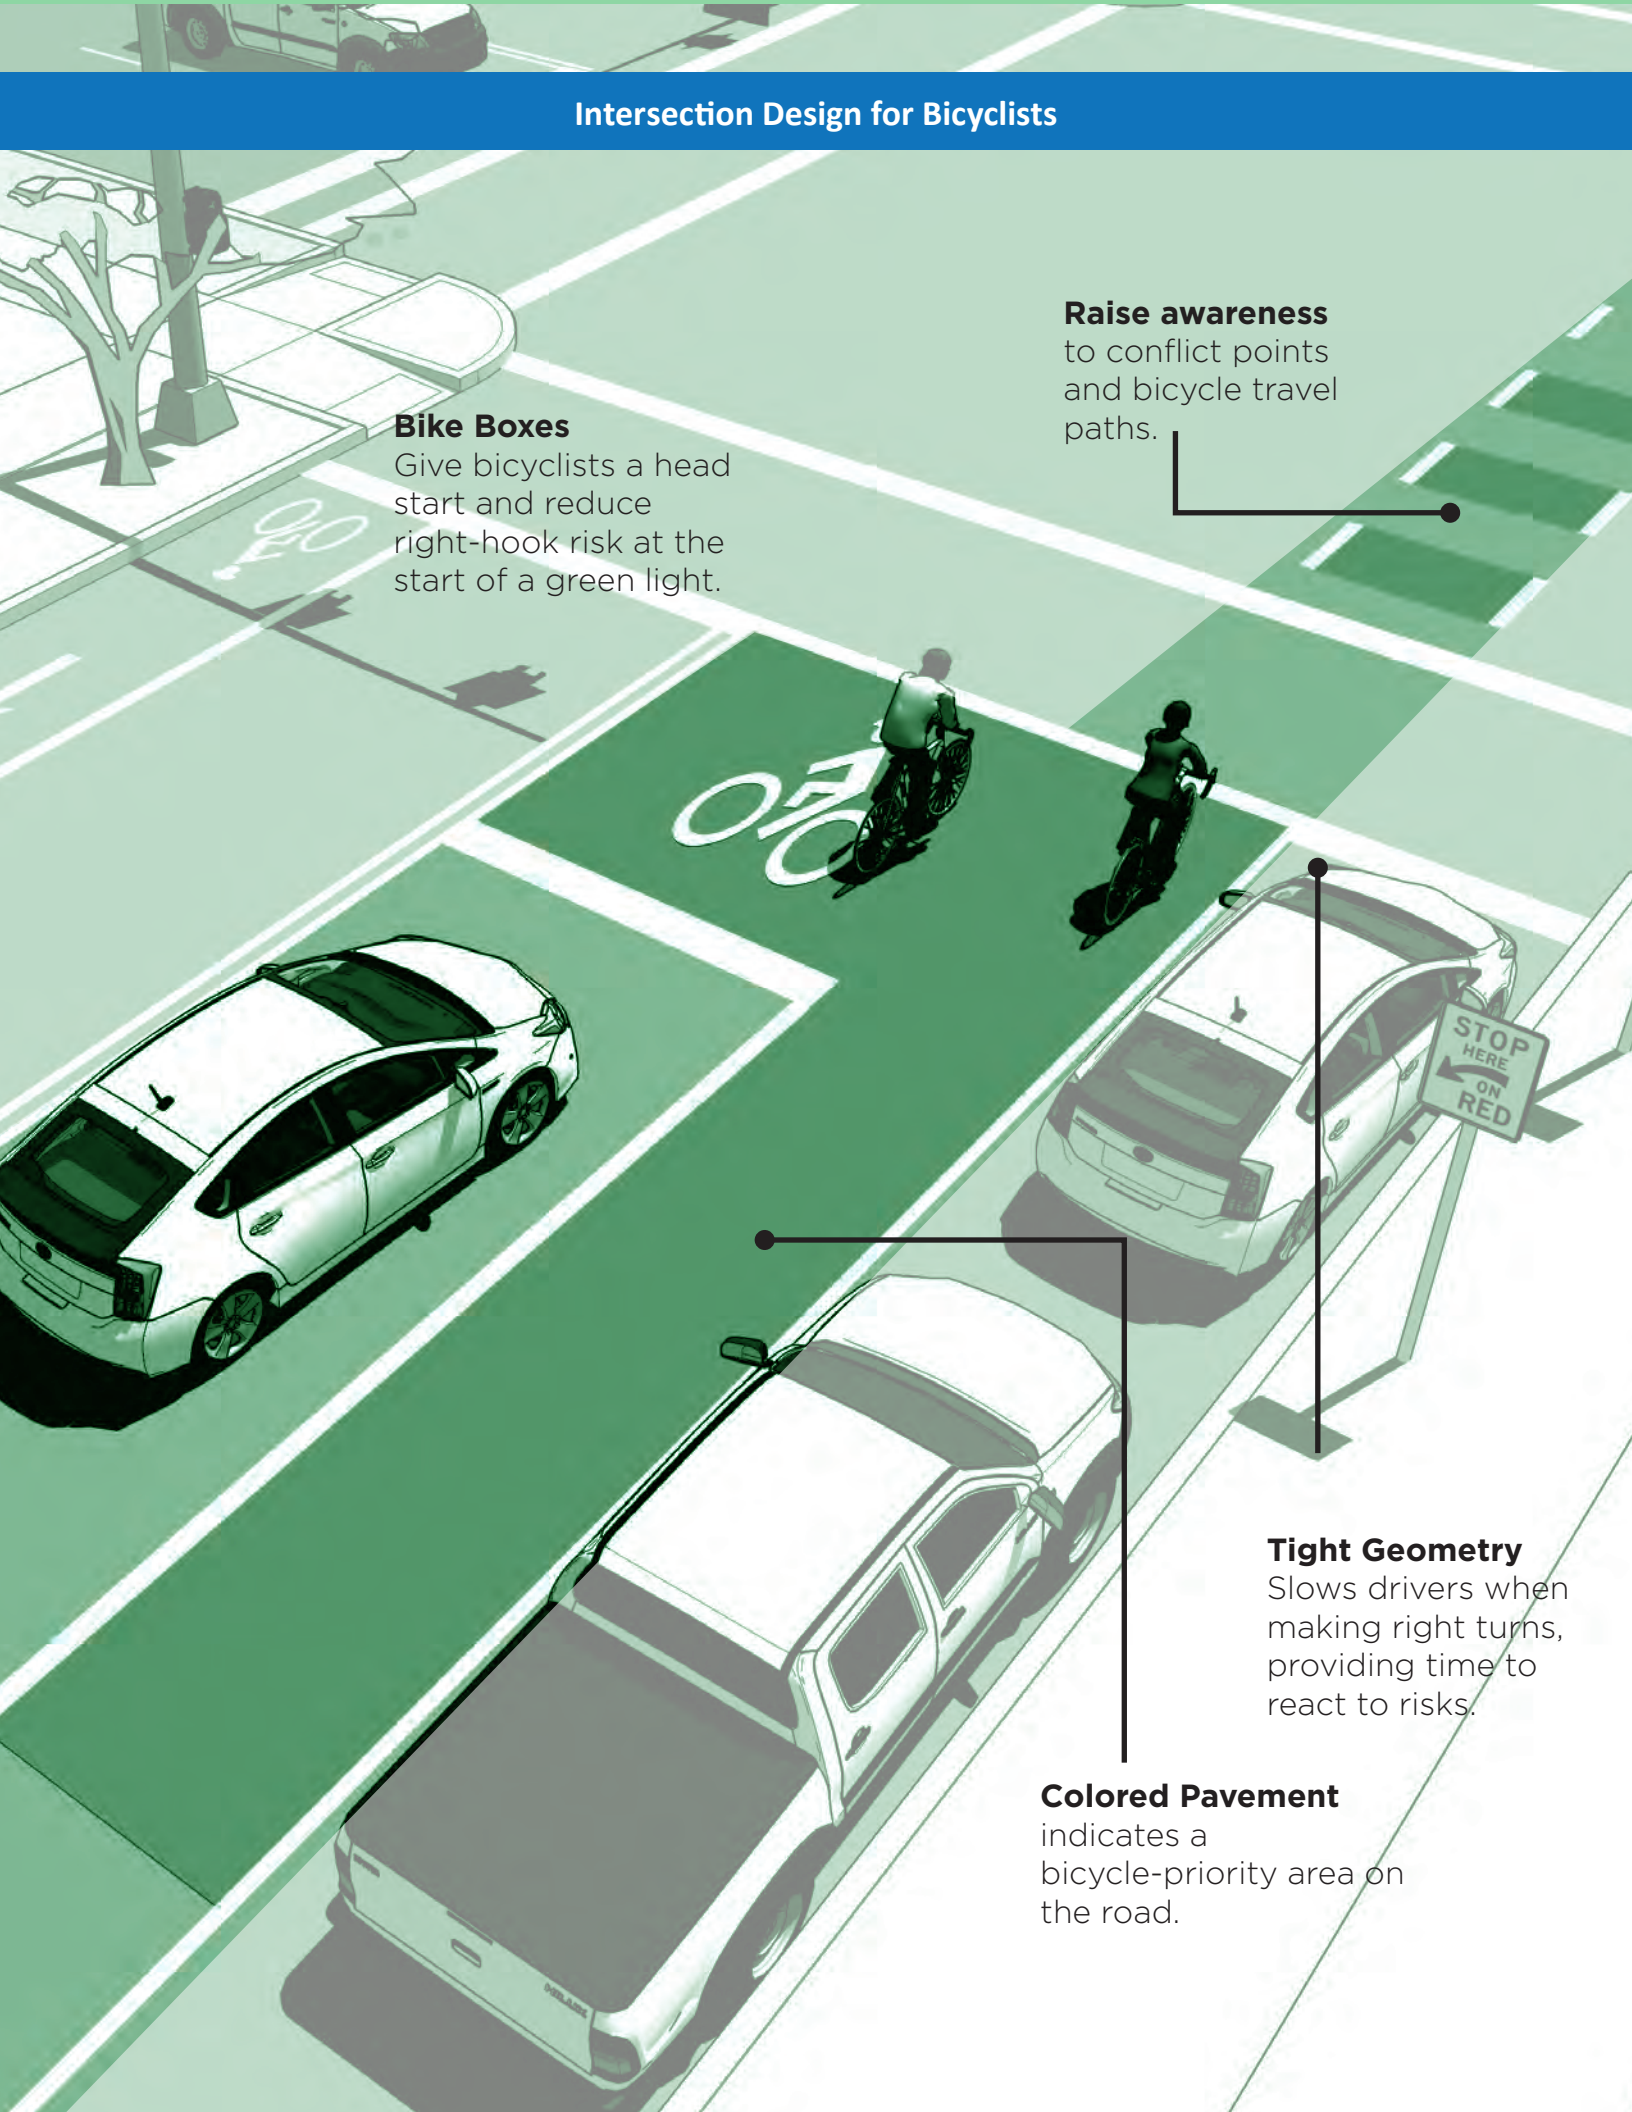 Intersection Design for Bicyclists
Raise awareness
to conflict points
and bicycle travel
paths.
Bike Boxes
Give bicyclists a head
start and reduce
right-hook risk at the
start of a green light.
STOP
HERE
ON
RED
Tight Geometry
Slows drivers when
making right turns,
providing time to
react to risks.
Colored Pavement
indicates a
bicycle-priority area on
the road.